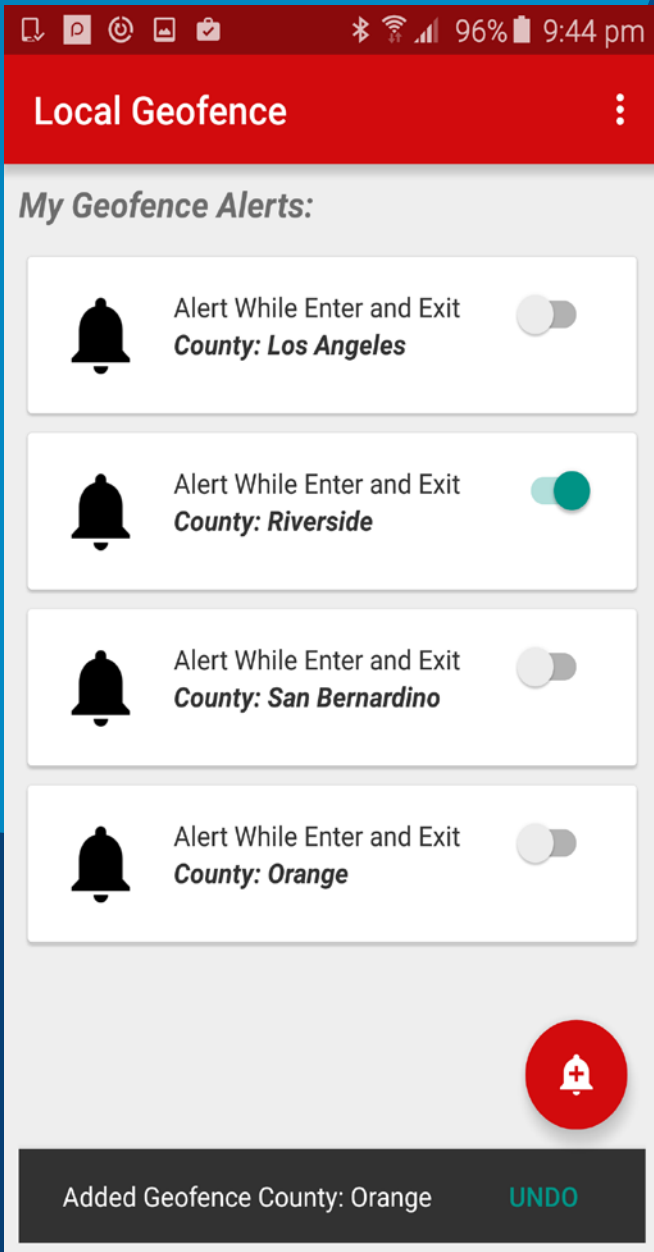 96% 9:44 pm
Local Geofence
My Geofence Alerts:
Alert While Enter and Exit
County: Los Angeles
Alert While Enter and Exit
County: Riverside
Alert While Enter and Exit
County: San Bernardino
Alert While Enter and Exit
County: Orange
Added Geofence County: Orange UNDO